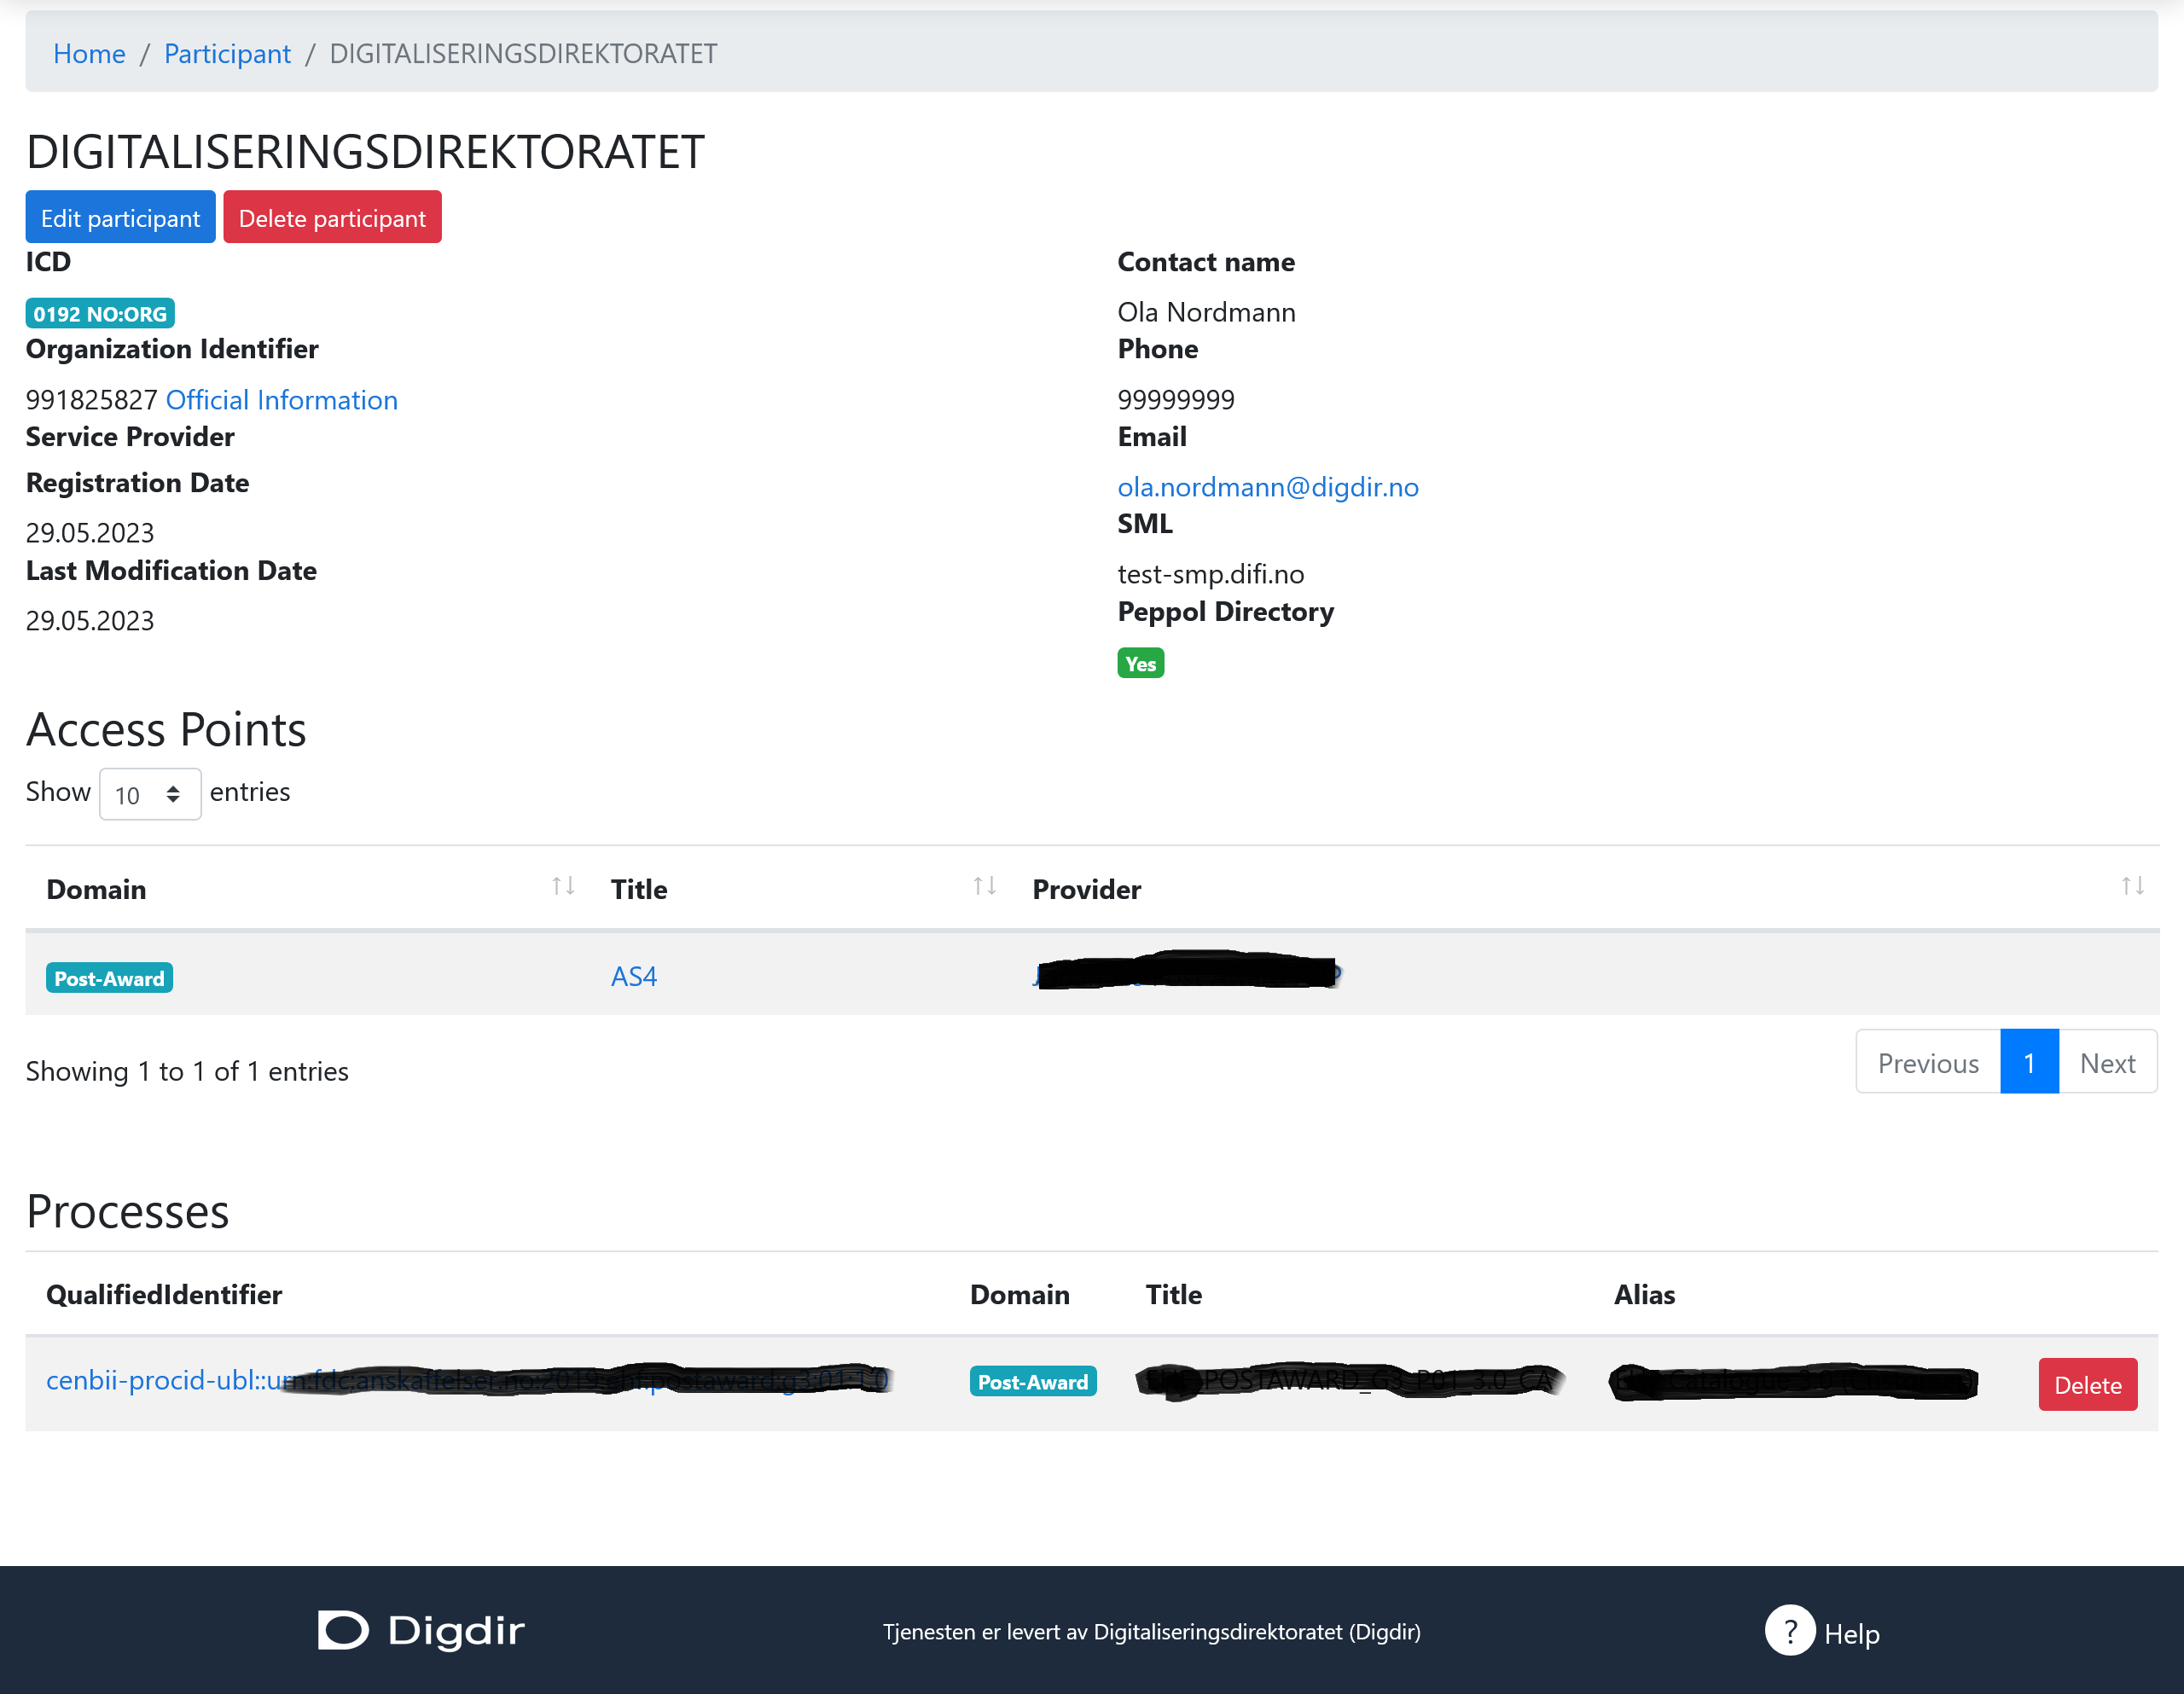 Home / Participant / DIGITALISERINGSDIREKTORATET
DIGITALISERINGSDIREKTORATET
Edit participant Delete participant
ICD
0192 NO:ORG
Organization Identifier
991825827 Official Information
Service Provider
Registration Date
29.05.2023
Last Modification Date
29.05.2023
Contact name
Ola Nordmann
Phone
99999999
Email
ola.nordmann@digdir.no
SML
test-smp.difi.no
Peppol Directory
Yes
Access Points
Show 10 entries
Domain Title Provider
Post-Award AS4
Showing 1 to 1 of 1 entries
Previous 1 Next
Processes
QualifiedIdentifier Domain Title Alias
cenbii-procid-ubl::urn Post-Award Delete
Digdir
Tjenesten er levert av Digitaliseringsdirektoratet (Digdir)
? Help